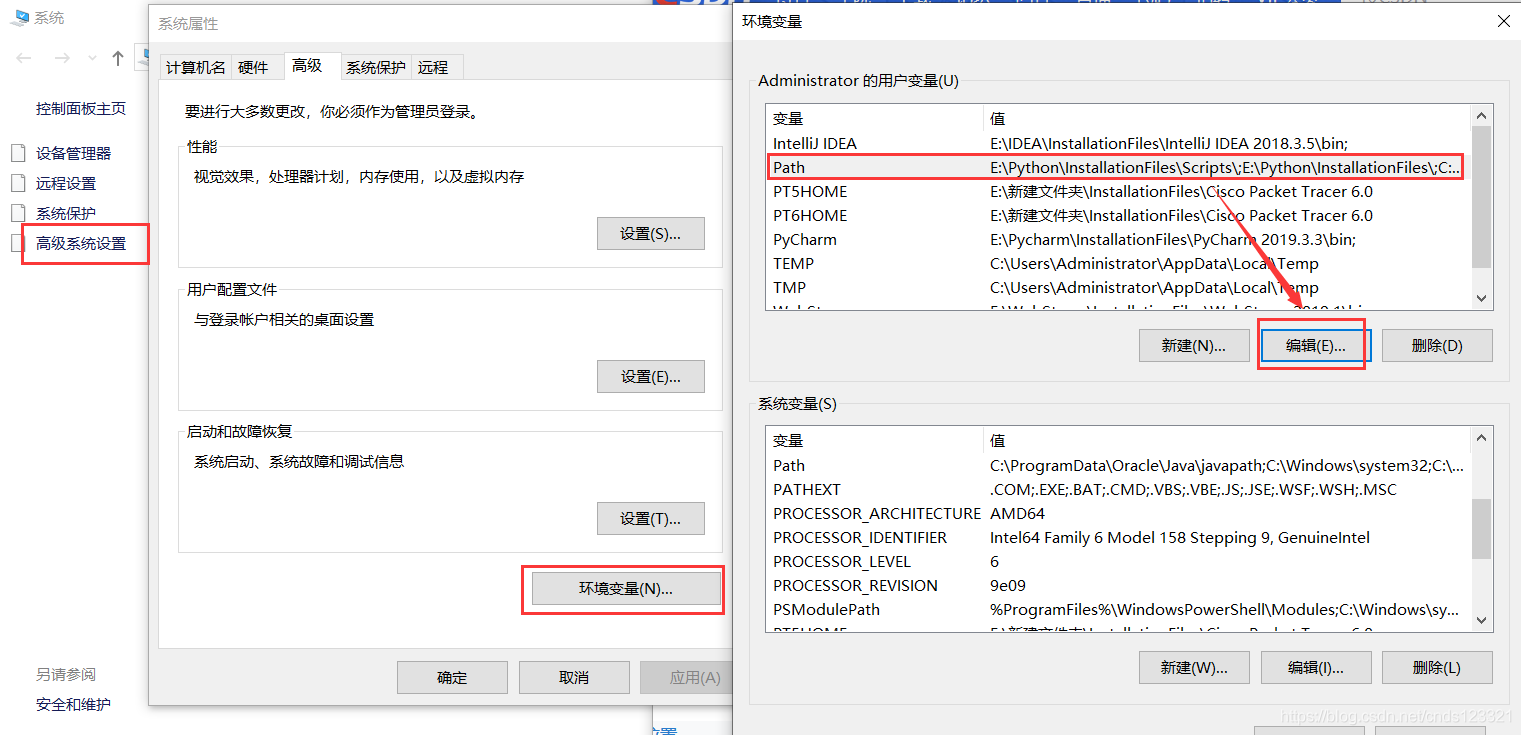 系统
控制面板主页
设备管理器
远程设置
系统保护
高级系统设置
另请参阅
安全和维护
系统属性
计算机名 硬件 高级 系统保护 远程
要进行大多数更改，你必须作为管理员登录。
性能
视觉效果，处理器计划，内存使用，以及虚拟内存
设置(S)...
用户配置文件
与登录帐户相关的桌面设置
设置(E)...
启动和故障恢复
系统启动、系统故障和调试信息
设置(T)...
环境变量(N)...
确定 取消 应用(A)
环境变量
Administrator 的用户变量(U)
变量 值
IntelliJ IDEA E:\IDEA\InstallationFiles\IntelliJ IDEA 2018.3.5\bin;
Path E:\Python\InstallationFiles\Scripts\;E:\Python\InstallationFiles\;C:...
PT5HOME E:\新建文件夹\InstallationFiles\Cisco Packet Tracer 6.0
PT6HOME E:\新建文件夹\InstallationFiles\Cisco Packet Tracer 6.0
PyCharm E:\Pycharm\InstallationFiles\PyCharm 2019.3.3\bin;
TEMP C:\Users\Administrator\AppData\Local\Temp
TMP C:\Users\Administrator\AppData\Local\Temp
新建(N)... 编辑(E)... 删除(D)
系统变量(S)
变量 值
Path C:\ProgramData\Oracle\Java\javapath;C:\Windows\system32;C:\...
PATHEXT .COM;.EXE;.BAT;.CMD;.VBS;.VBE;.JS;.JSE;.WSF;.WSH;.MSC
PROCESSOR_ARCHITECTURE AMD64
PROCESSOR_IDENTIFIER Intel64 Family 6 Model 158 Stepping 9, GenuineIntel
PROCESSOR_LEVEL 6
PROCESSOR_REVISION 9e09
PSModulePath %ProgramFiles%\WindowsPowerShell\Modules;C:\Windows\sy...
PT5HOME E:\新建文件夹\InstallationFiles\Cisco Packet Tracer 6.0
新建(W)... 编辑(I)... 删除(L)
https://blog.csdn.net/cnds123321